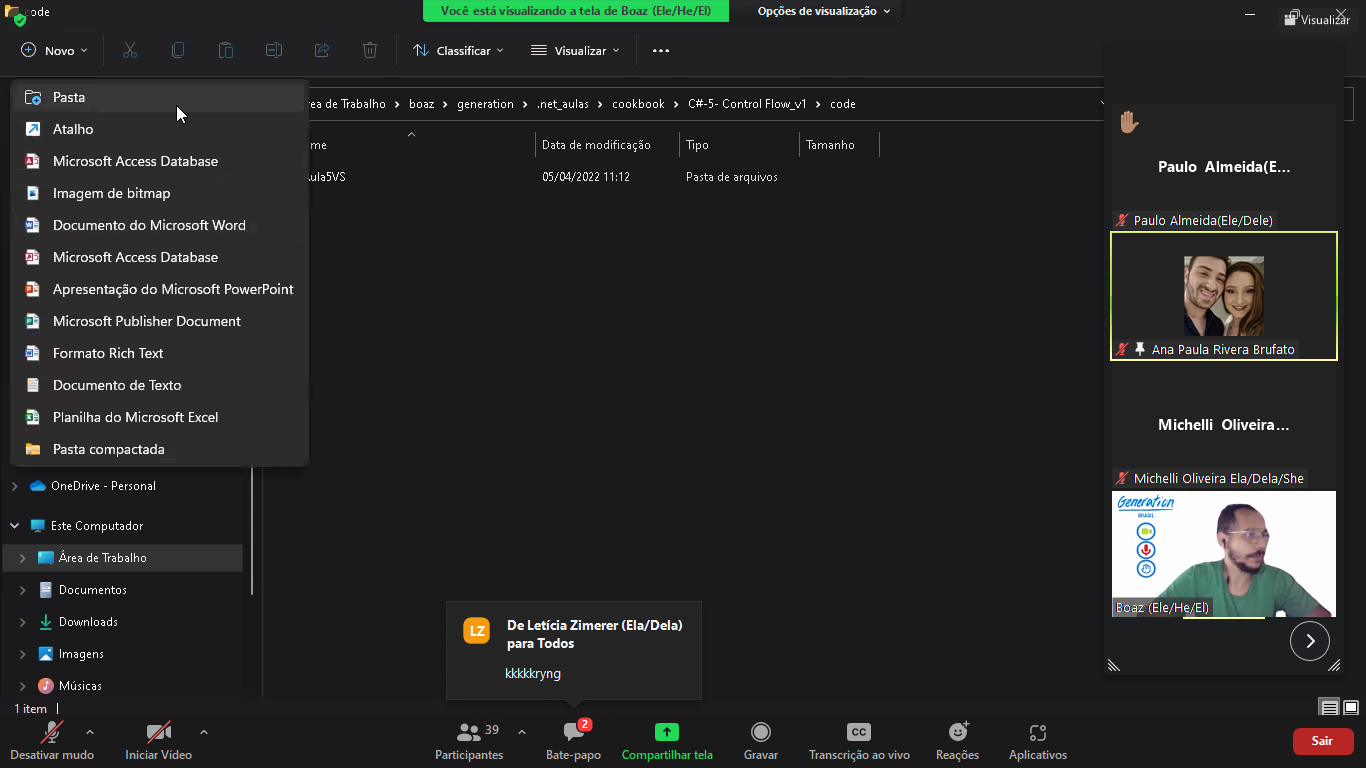 code
Você está visualizando a tela de Boaz (Ele/He/El)
Opções de visualização
Visualizar
Novo
Classificar
Visualizar
Área de Trabalho
boaz
generation
.net_aulas
cookbook
C#-5- Control Flow_v1
code
Pasta
Atalho
Microsoft Access Database
Imagem de bitmap
Documento do Microsoft Word
Microsoft Access Database
Apresentação do Microsoft PowerPoint
Microsoft Publisher Document
Formato Rich Text
Documento de Texto
Planilha do Microsoft Excel
Pasta compactada
me
Data de modificação
Tipo
Tamanho
ula5VS
05/04/2022 11:12
Pasta de arquivos
OneDrive - Personal
Este Computador
Área de Trabalho
Documentos
Downloads
Imagens
Músicas
1 item
Paulo Almeida(E...
Paulo Almeida(Ele/Dele)
Ana Paula Rivera Brufato
Michelli Oliveira...
Michelli Oliveira Ela/Dela/She
Generation
BRASIL
Boaz (Ele/He/El)
LZ
De Letícia Zimerer (Ela/Dela)
para Todos
kkkkkryng
Desativar mudo
Iniciar Vídeo
39
Participantes
2
Bate-papo
Compartilhar tela
Gravar
CC
Transcrição ao vivo
Reações
Aplicativos
Sair